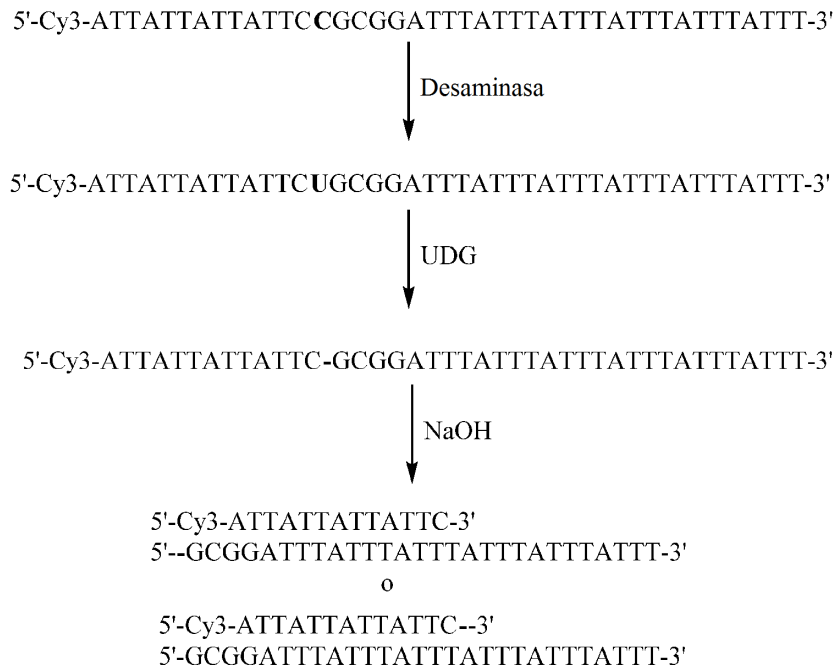 5'-Cy3-ATTATTATTATTCCGCGGATTTATTTATTTATTTATTTATTT-3'
Desaminasa
5'-Cy3-ATTATTATTATTCUGCGGATTTATTTATTTATTTATTTATTT-3'
UDG
5'-Cy3-ATTATTATTATTC-GCGGATTTATTTATTTATTTATTTATTT-3'
NaOH
5'-Cy3-ATTATTATTATTC-3'
5'--GCGGATTTATTTATTTATTTATTTATTT-3'
o
5'-Cy3-ATTATTATTATTC--3'
5'-GCGGATTTATTTATTTATTTATTTATTT-3'